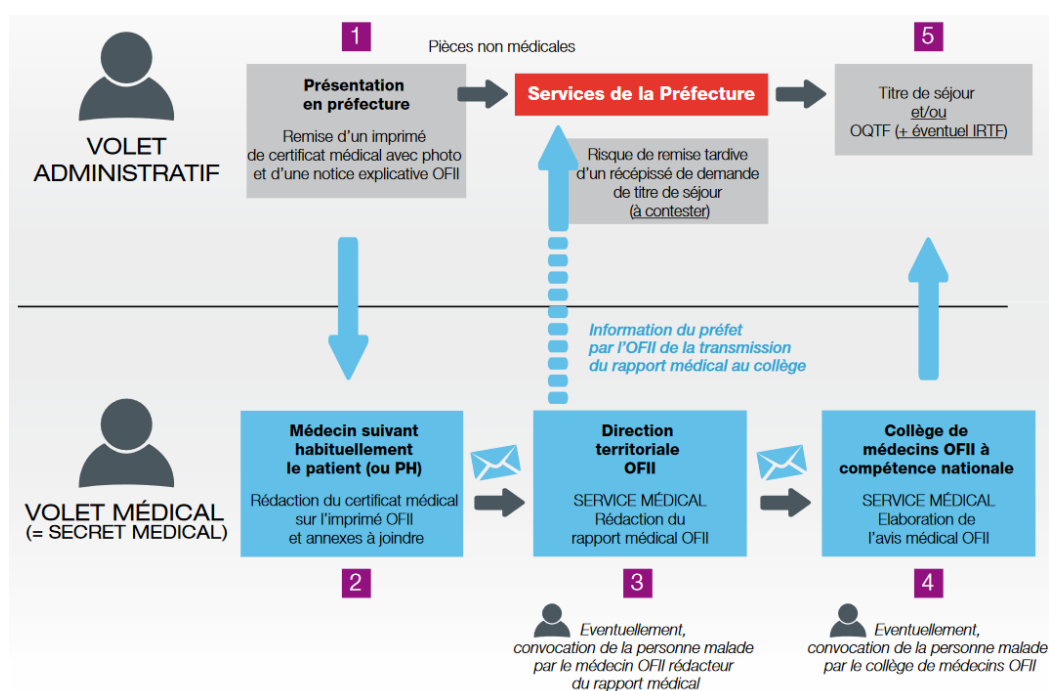 1
Pièces non médicales
5
VOLET
ADMINISTRATIF
Présentation
en préfecture
Remise d'un imprimé
de certificat médical avec photo
et d'une notice explicative OFII
Services de la Préfecture
Risque de remise tardive
d'un récépissé de demande
de titre de séjour
(à contester)
Titre de séjour
et/ou
OQTF (+ éventuel IRTF)
Information du préfet
par l'OFII de la transmission
du rapport médical au collège
VOLET MÉDICAL
(= SECRET MEDICAL)
Médecin suivant
habituellement
le patient (ou PH)
Rédaction du certificat médical
sur l'imprimé OFII
et annexes à joindre
2
Direction
territoriale
OFII
SERVICE MÉDICAL
Rédaction du
rapport médical OFII
3
Eventuellement,
convocation de la personne malade
par le médecin OFII rédacteur
du rapport médical
Collège de
médecins OFII à
compétence nationale
SERVICE MÉDICAL
Elaboration de
l'avis médical OFII
4
Eventuellement,
convocation de la personne malade
par le collège de médecins OFII